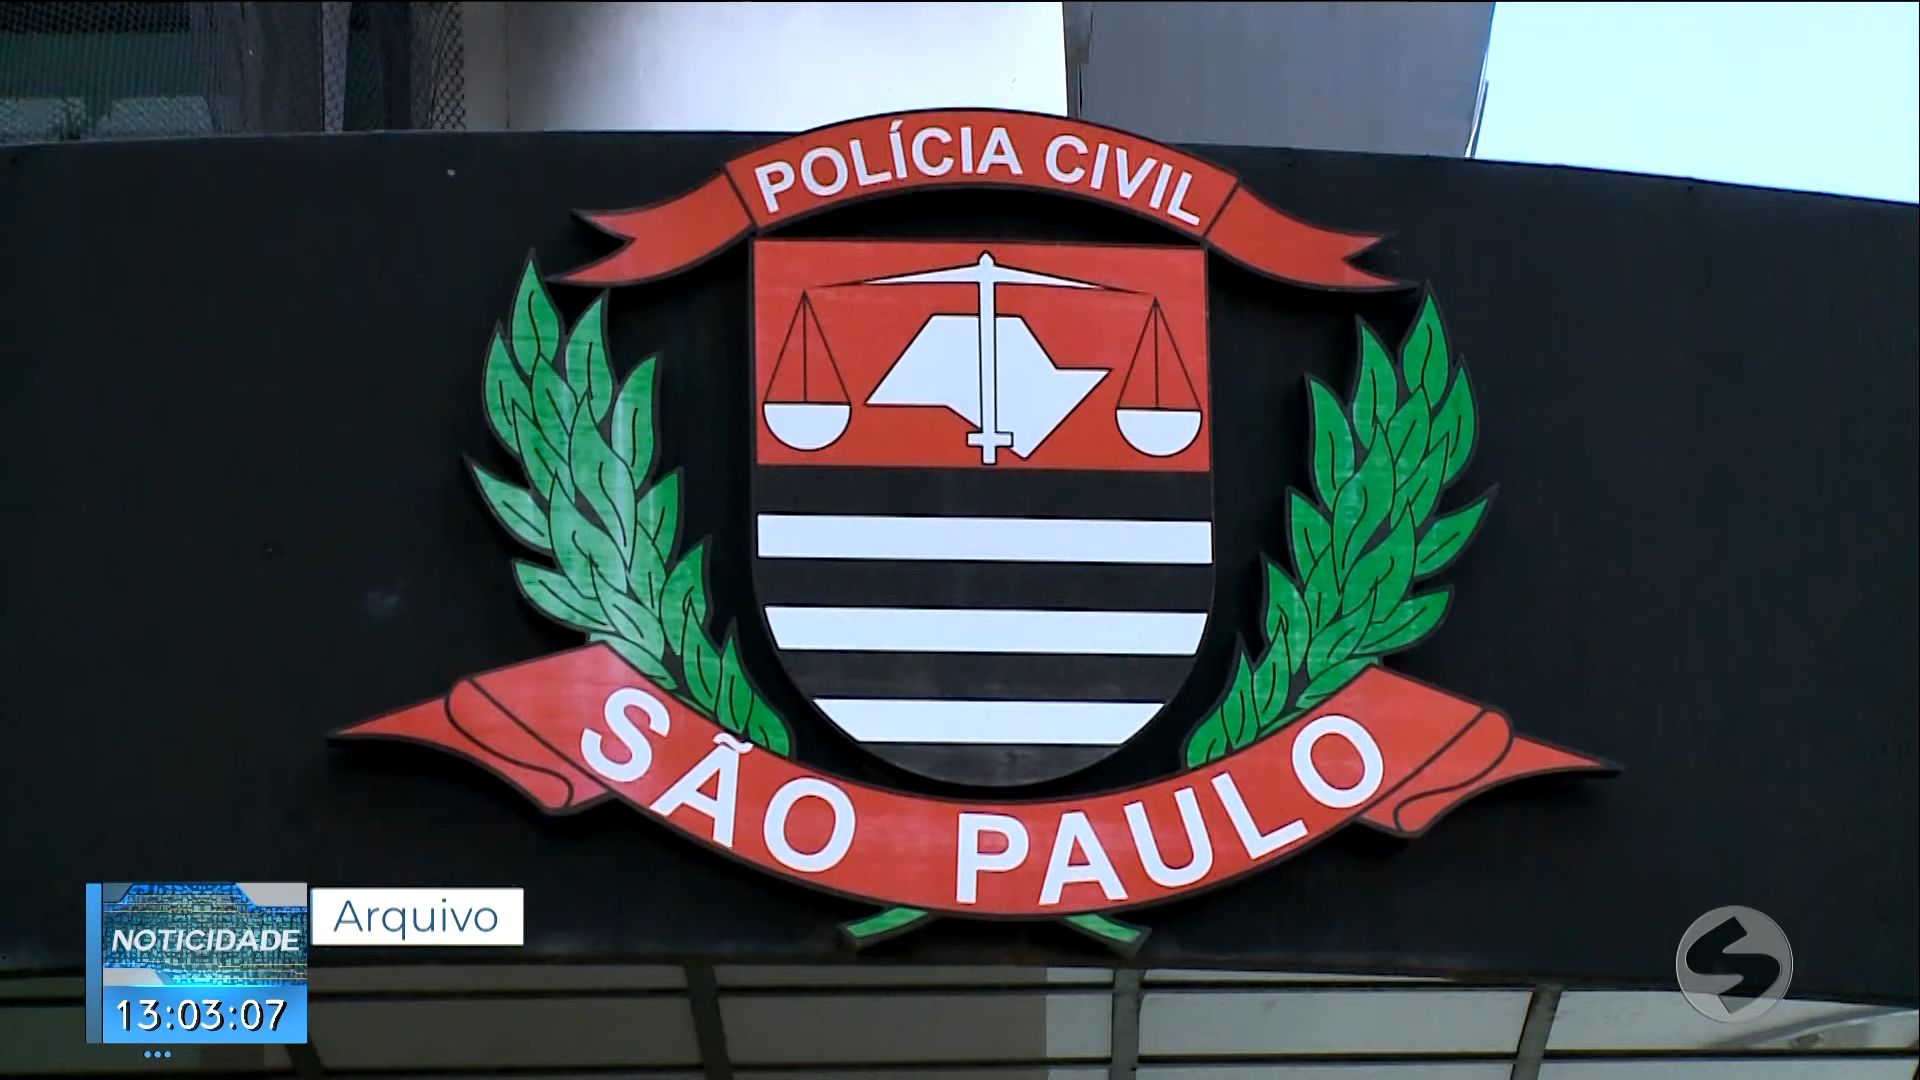 POLÍCIA CIVIL
SÃO PAULO
Arquivo
NOTICIDADE
13:03:07